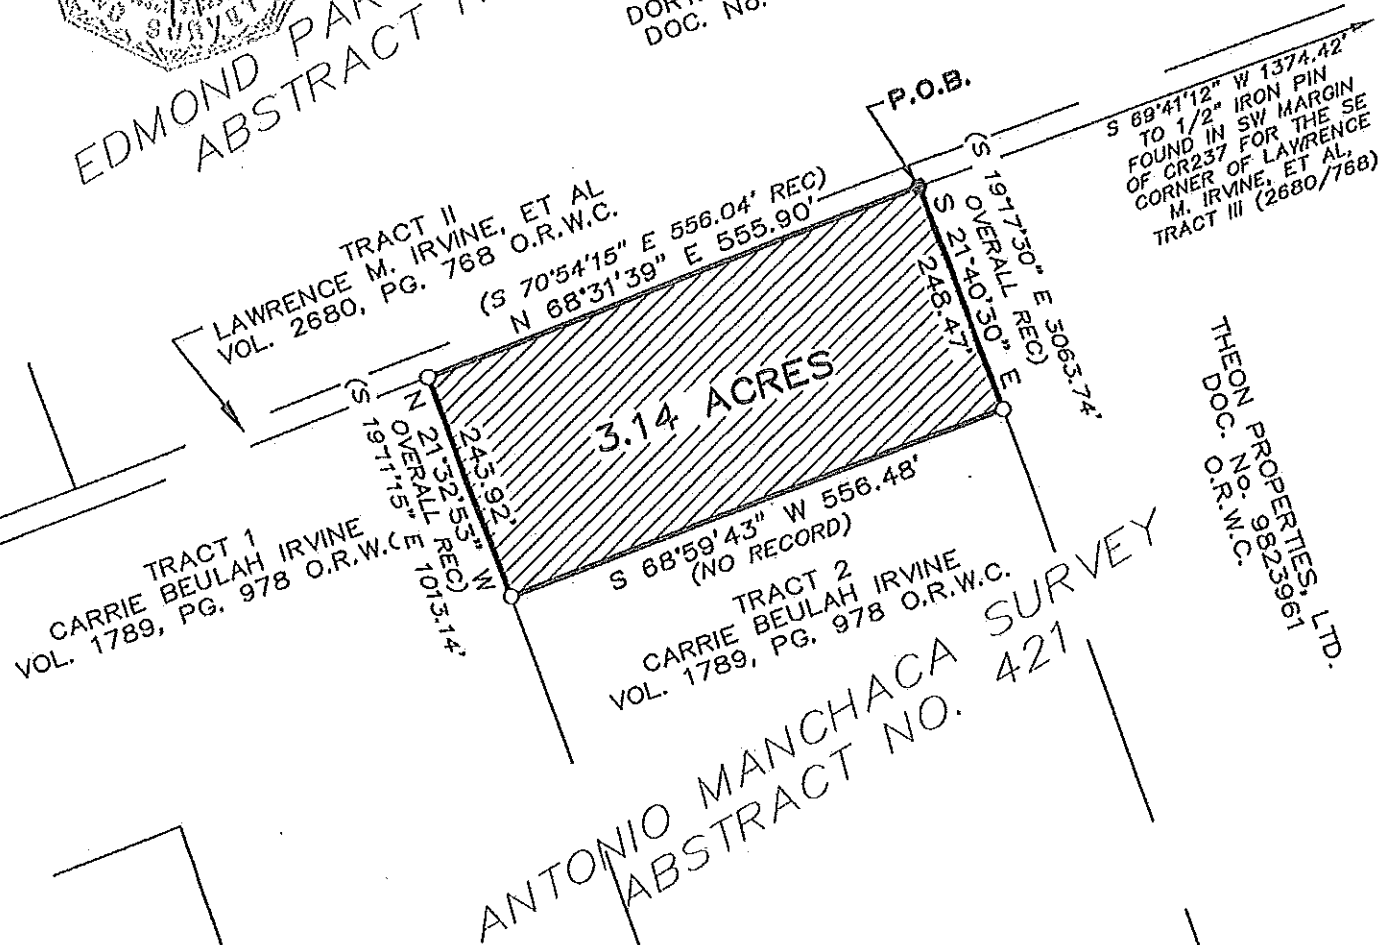 EDMOND
ABSTRACT
DOC. No.
P.O.B.
S 69°41'12" W 1374.42'
TO 1/2" IRON PIN
FOUND IN SW MARGIN
OF CR237 FOR THE SE
CORNER OF LAWRENCE
M. IRVINE, ET AL,
TRACT III (2680/768)
TRACT II
LAWRENCE M. IRVINE, ET AL
VOL. 2680, PG. 768 O.R.W.C.
(S 70°54'15" E 556.04' REC)
N 68°31'39" E 555.90'
(S 19°17'30" E 3063.74'
OVERALL REC)
S 21°40'30" E
248.47'
3.14 ACRES
243.92'
N 21°32'53" W
OVERALL REC)
(S 19°11'15" E 1013.14'
S 68°59'43" W 556.48'
(NO RECORD)
TRACT 1
CARRIE BEULAH IRVINE
VOL. 1789, PG. 978 O.R.W.C
TRACT 2
CARRIE BEULAH IRVINE
VOL. 1789, PG. 978 O.R.W.C.
THEON PROPERTIES, LTD.
DOC. NO. 9823961
O.R.W.C.
ANTONIO MANCHACA SURVEY
ABSTRACT NO. 421